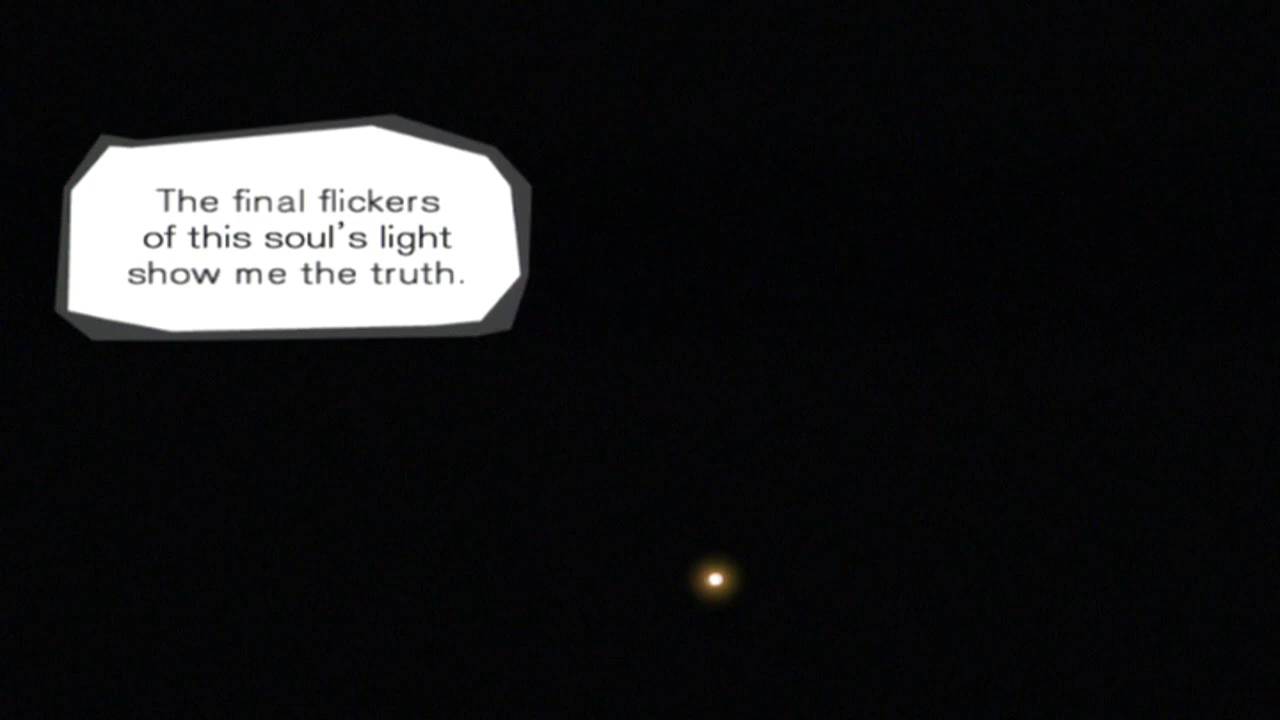 The final flickers
of this soul's light
show me the truth.